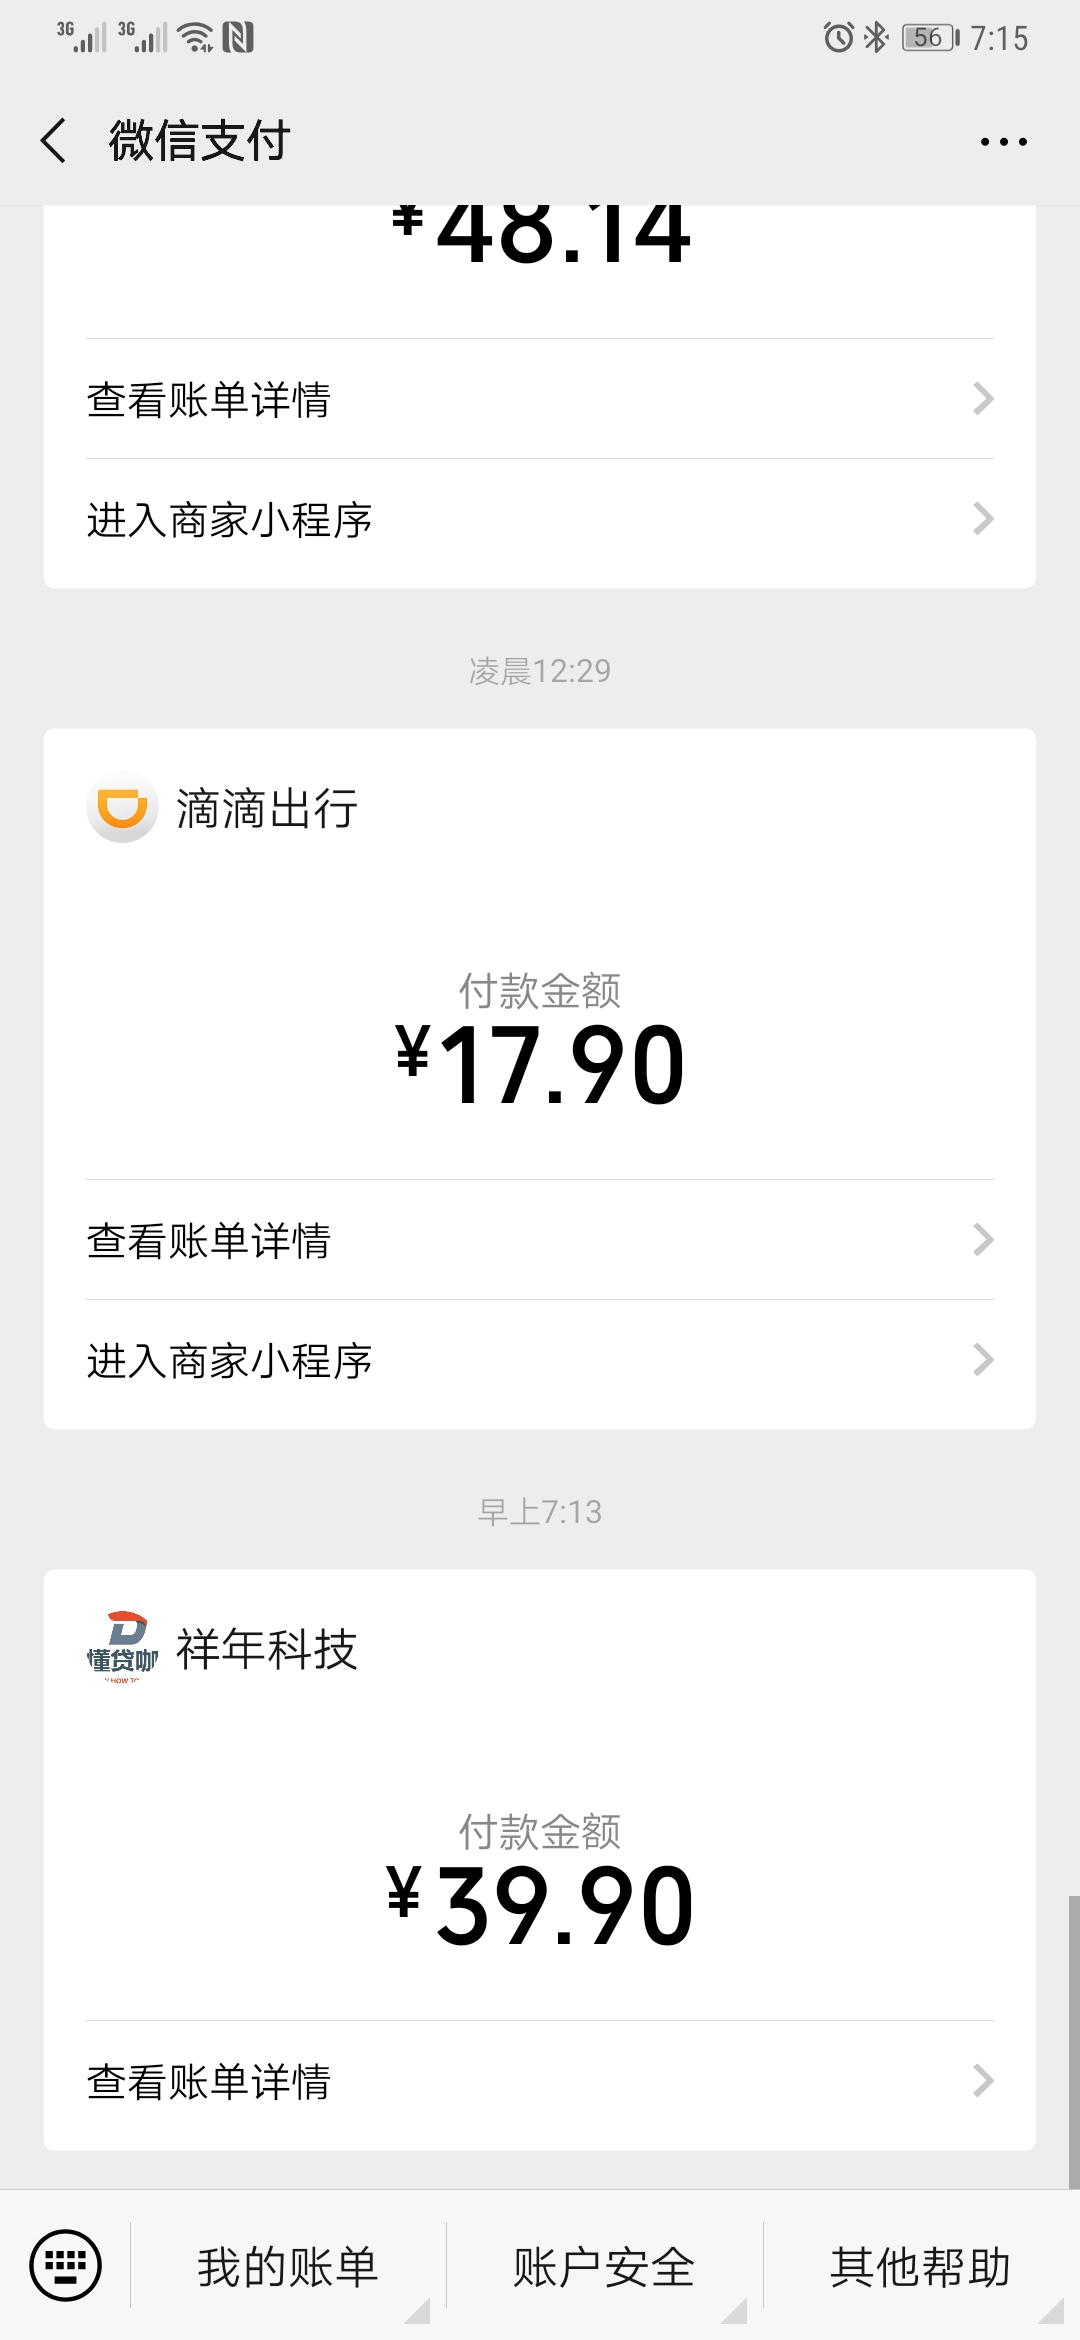 3G 3G 56 7:15
微信支付
¥48.14
查看账单详情
进入商家小程序
凌晨12:29
滴滴出行
付款金额
¥17.90
查看账单详情
进入商家小程序
早上7:13
懂贷咖
HOW TO
祥年科技
付款金额
¥39.90
查看账单详情
我的账单
账户安全
其他帮助